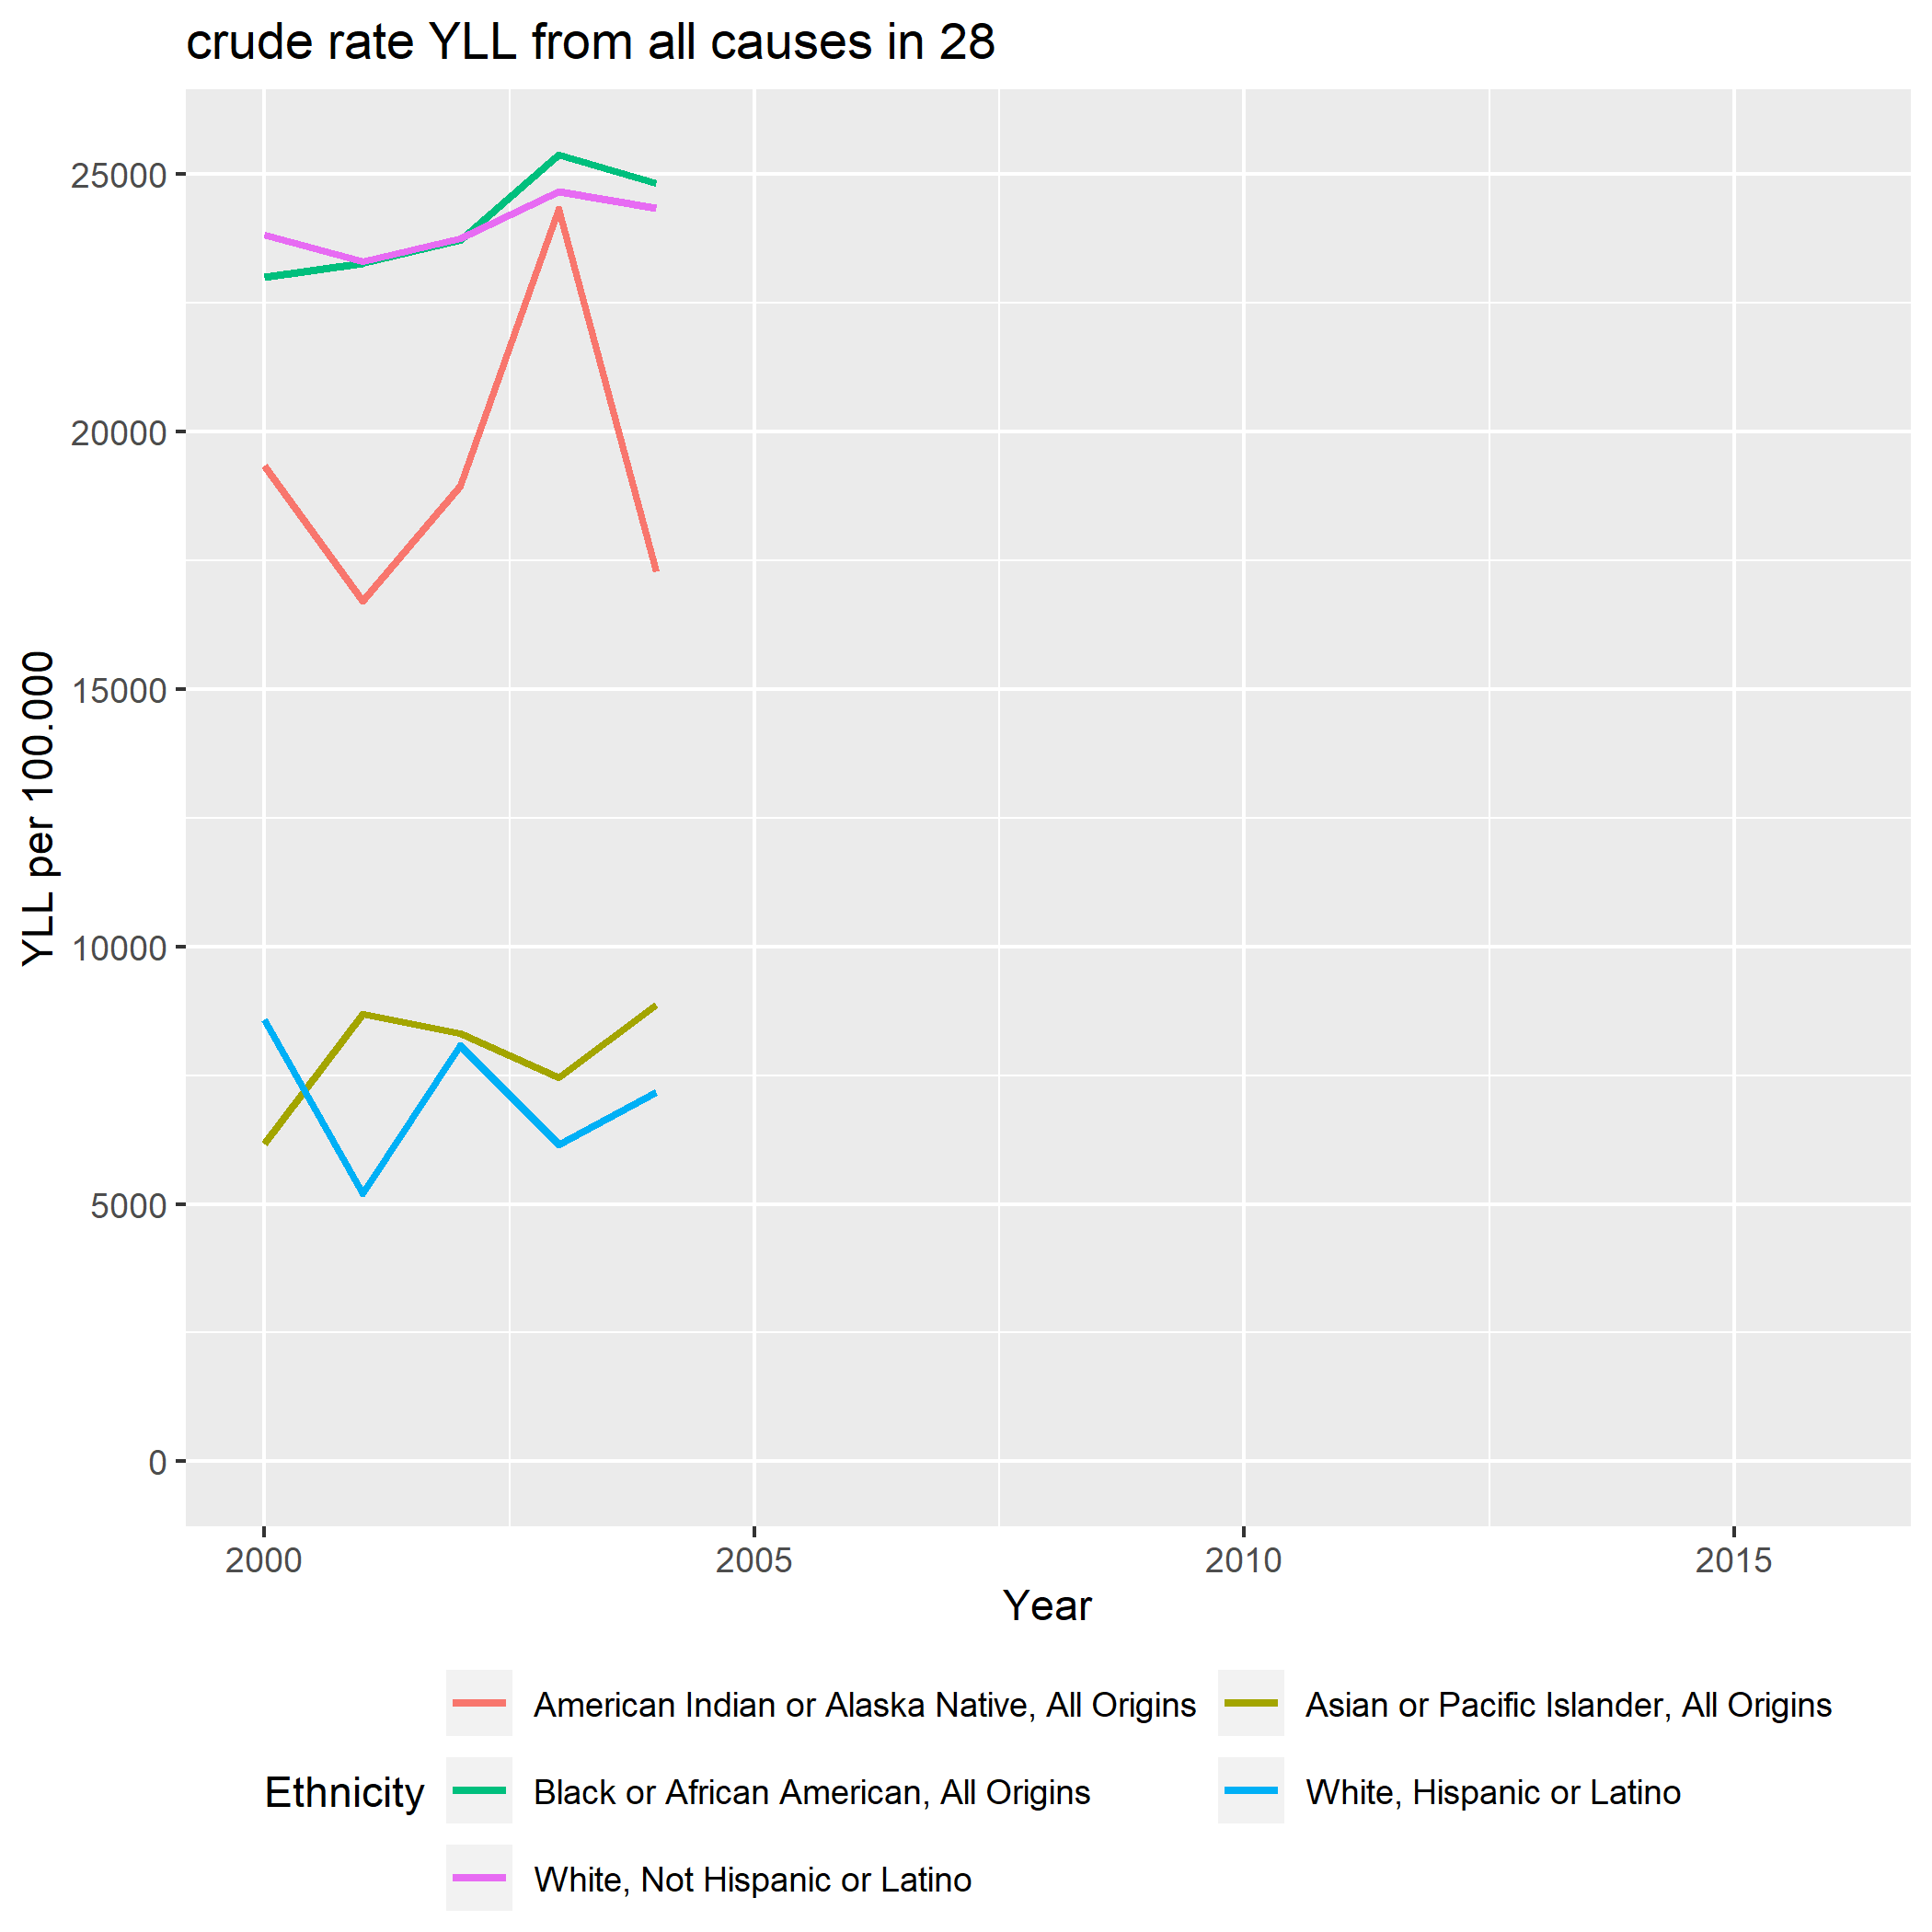 crude rate YLL from all causes in 28
YLL per 100.000
25000
20000
15000
10000
5000
0
2000 2005 2010 2015
Year
Ethnicity
American Indian or Alaska Native, All Origins
Asian or Pacific Islander, All Origins
Black or African American, All Origins
White, Hispanic or Latino
White, Not Hispanic or Latino